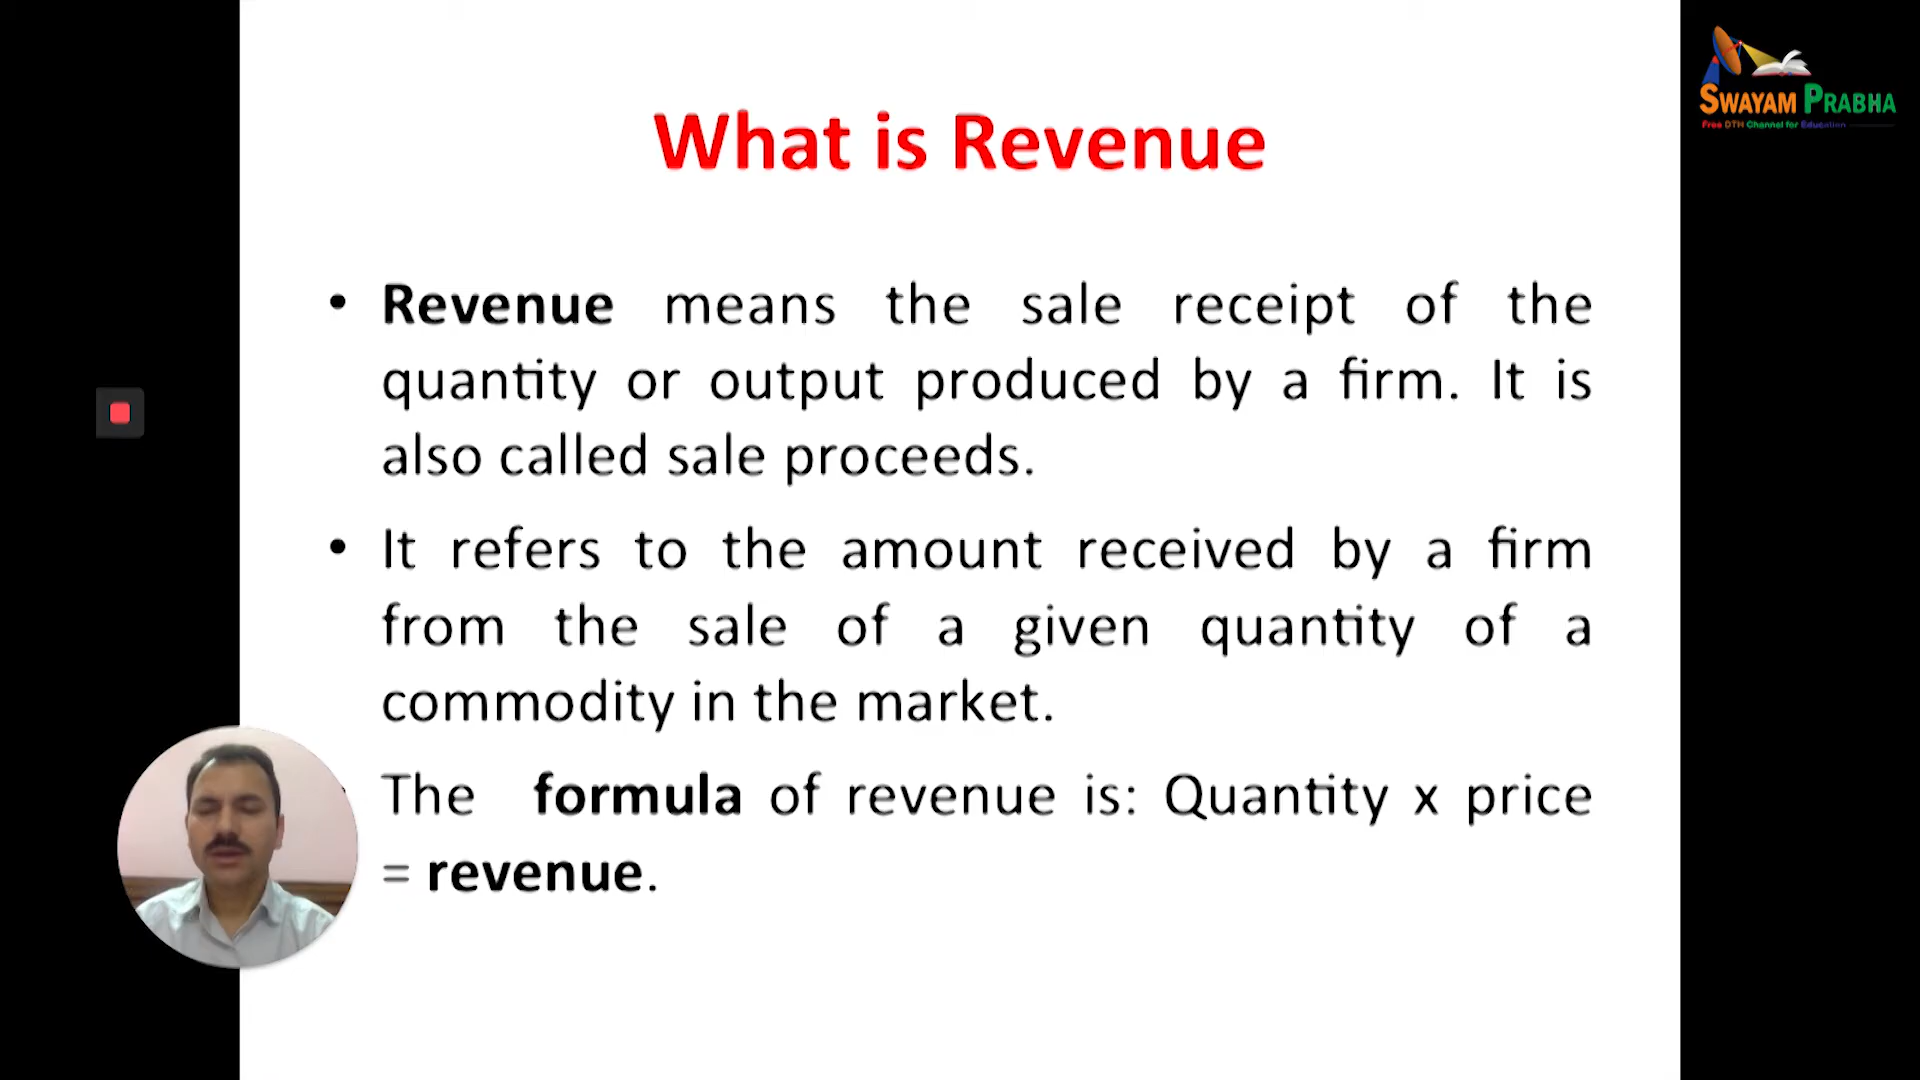 SWAYAM PRABHA
Free DTH Channel for Education
What is Revenue
• Revenue means the sale receipt of the
quantity or output produced by a firm. It is
also called sale proceeds.
• It refers to the amount received by a firm
from the sale of a given quantity of a
commodity in the market.
The formula of revenue is: Quantity x price
= revenue.